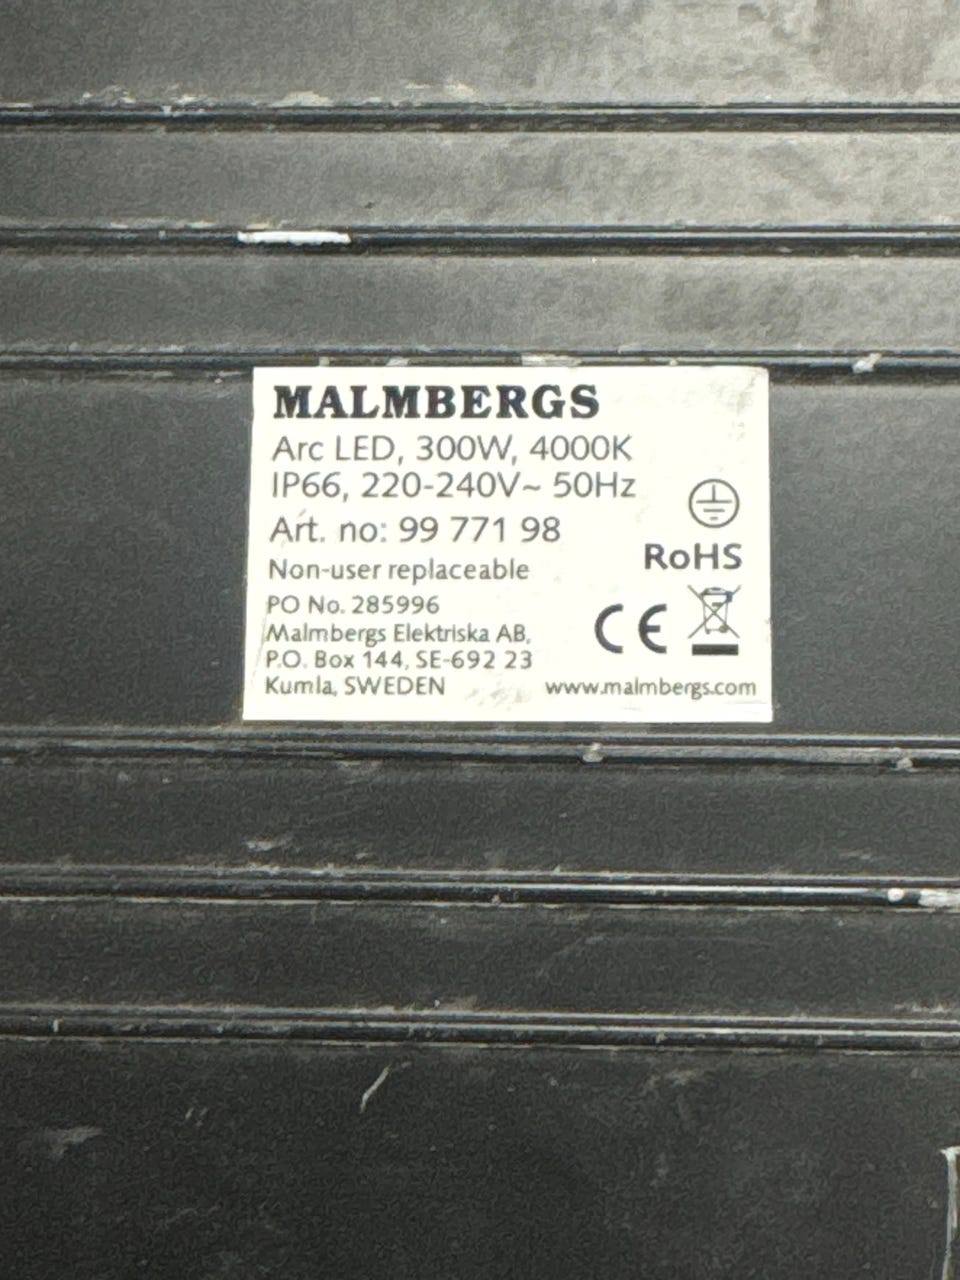 MALMBERGS
Arc LED, 300W, 4000K
IP66, 220-240V~ 50Hz
Art. no: 99 771 98
RoHS
Non-user replaceable
PO No. 285996
Malmbergs Elektriska AB,
P.O. Box 144, SE-692 23
Kumla, SWEDEN
CE
www.malmbergs.com